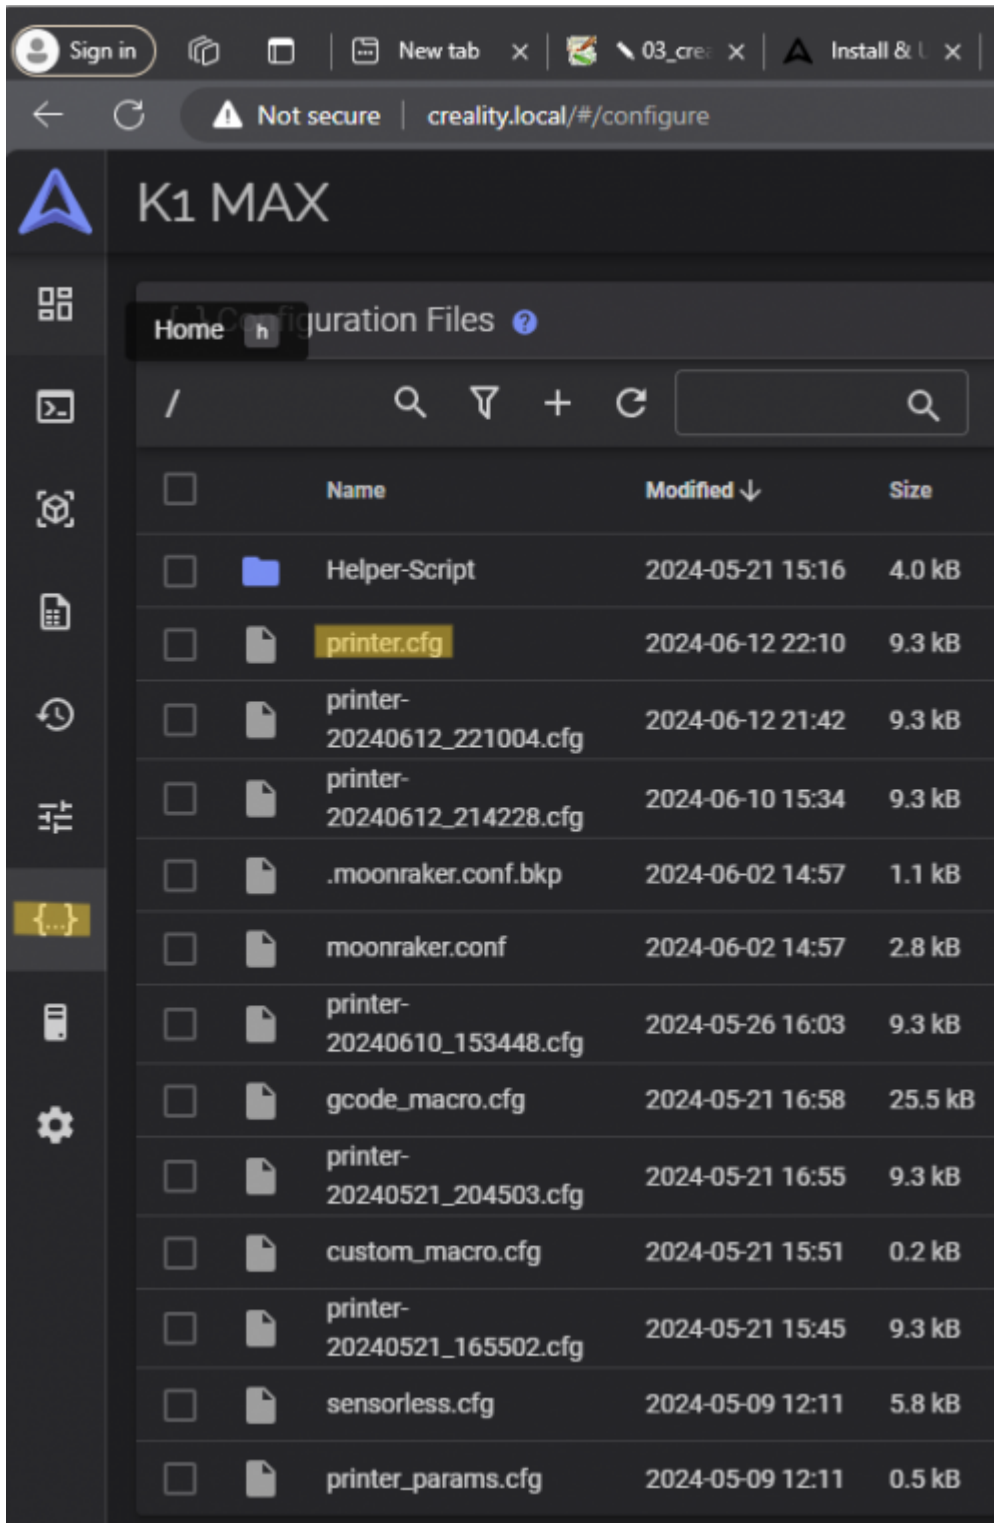 Sign in
New tab
03_crea
Install & U
Not secure
creality.local/#/configure
K1 MAX
Home h
Configuration Files ?
/
Name Modified Size
Helper-Script 2024-05-21 15:16 4.0 kB
printer.cfg 2024-06-12 22:10 9.3 kB
printer-
20240612_221004.cfg 2024-06-12 21:42 9.3 kB
printer-
20240612_214228.cfg 2024-06-10 15:34 9.3 kB
.moonraker.conf.bkp 2024-06-02 14:57 1.1 kB
moonraker.conf 2024-06-02 14:57 2.8 kB
printer-
20240610_153448.cfg 2024-05-26 16:03 9.3 kB
gcode_macro.cfg 2024-05-21 16:58 25.5 kB
printer-
20240521_204503.cfg 2024-05-21 16:55 9.3 kB
custom_macro.cfg 2024-05-21 15:51 0.2 kB
printer-
20240521_165502.cfg 2024-05-21 15:45 9.3 kB
sensorless.cfg 2024-05-09 12:11 5.8 kB
printer_params.cfg 2024-05-09 12:11 0.5 kB